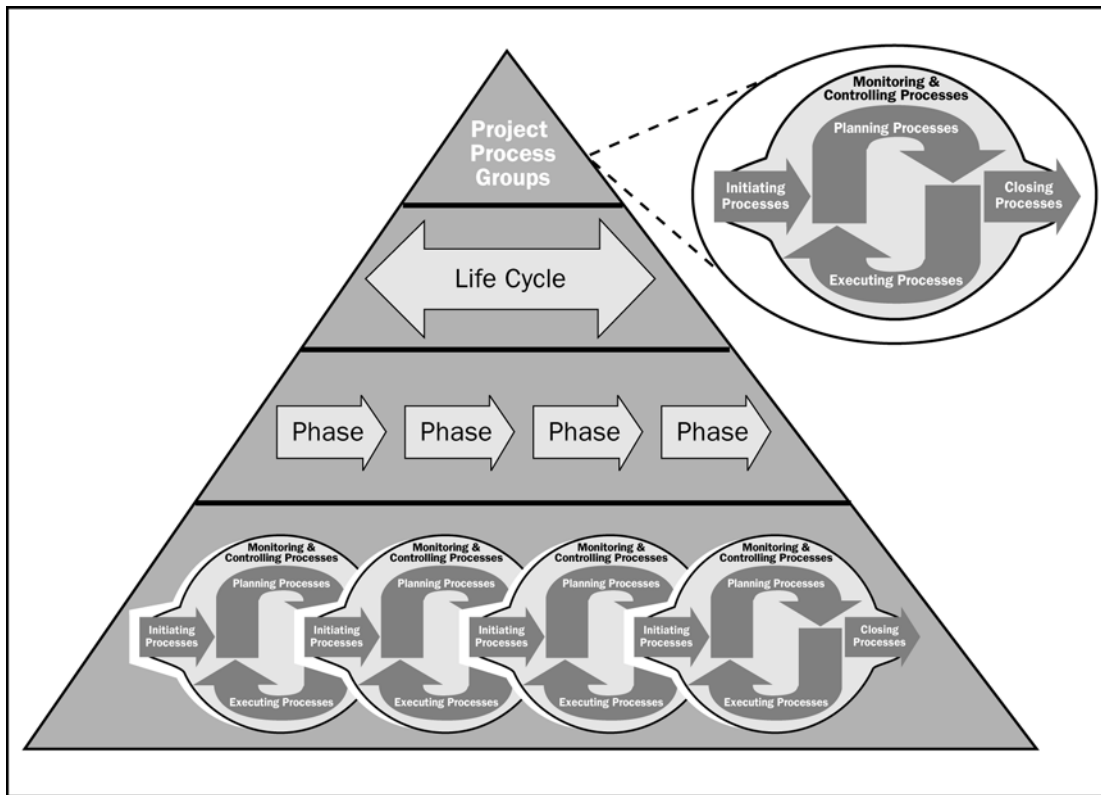 Project
Process
Groups
Monitoring &
Controlling Processes
Planning Processes
Initiating
Processes
Closing
Processes
Executing Processes
Life Cycle
Phase
Phase
Phase
Phase
Monitoring &
Controlling Processes
Planning Processes
Initiating
Processes
Executing Processes
Monitoring &
Controlling Processes
Planning Processes
Initiating
Processes
Executing Processes
Monitoring &
Controlling Processes
Planning Processes
Initiating
Processes
Executing Processes
Monitoring &
Controlling Processes
Planning Processes
Initiating
Processes
Closing
Processes
Executing Processes